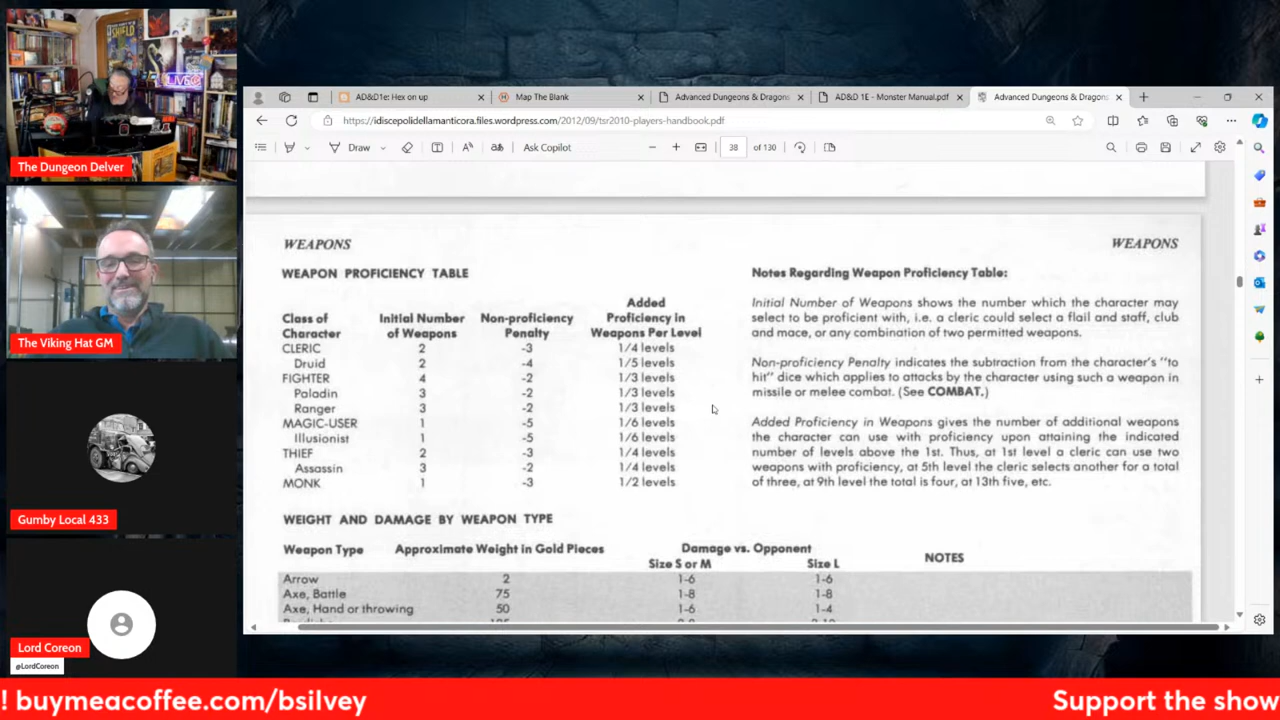 SHIELD
LIVE
The Dungeon Delver
The Viking Hat GM
Gumby Local 433
Lord Coreon
@LordCoreon
AD&D1e: Hex on up
Map The Blank
Advanced Dungeons & Dragons
AD&D 1E - Monster Manual.pdf
Advanced Dungeons & Dragons
https://idiscepolidellamanticora.files.wordpress.com/2012/09/tsr2010-players-handbook.pdf
Draw
Ask Copilot
38 of 130
WEAPONS
WEAPONS
WEAPON PROFICIENCY TABLE
Class of Character Initial Number of Weapons Non-proficiency Penalty Added Proficiency in Weapons Per Level
CLERIC 2 -3 1/4 levels
Druid 2 -4 1/5 levels
FIGHTER 4 -2 1/3 levels
Paladin 3 -2 1/3 levels
Ranger 3 -2 1/3 levels
MAGIC-USER 1 -5 1/6 levels
Illusionist 1 -5 1/6 levels
THIEF 2 -3 1/4 levels
Assassin 3 -2 1/4 levels
MONK 1 -3 1/2 levels
Notes Regarding Weapon Proficiency Table:
Initial Number of Weapons shows the number which the character may
select to be proficient with, i.e. a cleric could select a flail and staff, club
and mace, or any combination of two permitted weapons.
Non-proficiency Penalty indicates the subtraction from the character's "to
hit" dice which applies to attacks by the character using such a weapon in
missile or melee combat. (See COMBAT.)
Added Proficiency in Weapons gives the number of additional weapons
the character can use with proficiency upon attaining the indicated
number of levels above the 1st. Thus, at 1st level a cleric can use two
weapons with proficiency, at 5th level the cleric selects another for a total
of three, at 9th level the total is four, at 13th five, etc.
WEIGHT AND DAMAGE BY WEAPON TYPE
Weapon Type Approximate Weight in Gold Pieces Damage vs. Opponent NOTES
Size S or M Size L
Arrow 2 1-6 1-6
Axe, Battle 75 1-8 1-8
Axe, Hand or throwing 50 1-6 1-4
! buymeacoffee.com/bsilvey
Support the show